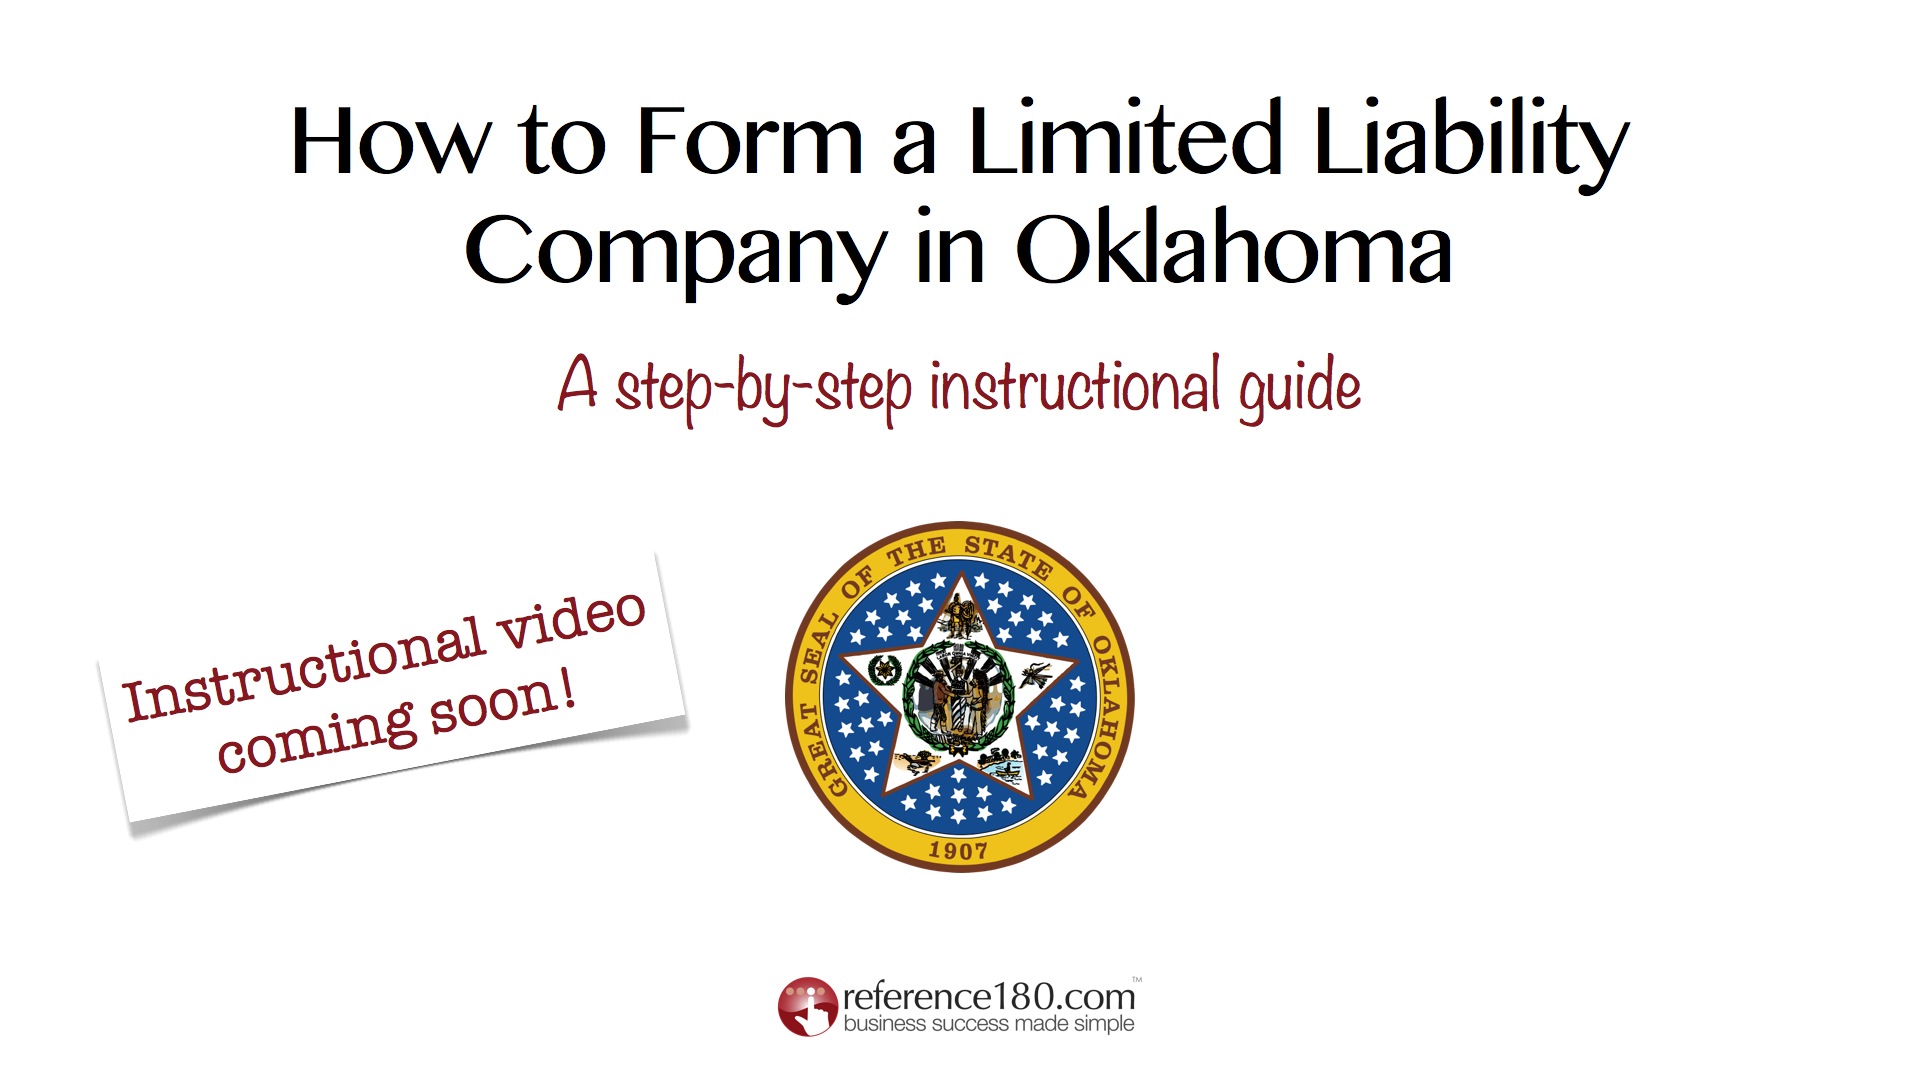 How to Form a Limited Liability
Company in Oklahoma
A step-by-step instructional guide
Instructional video
coming soon!
GREAT SEAL OF THE STATE OF OKLAHOMA
1907
reference180.com™
business success made simple